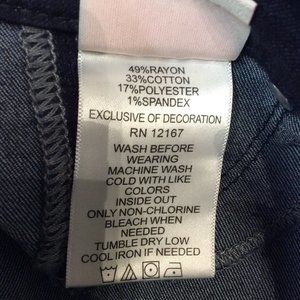 49%RAYON
33%COTTON
17%POLYESTER
1%SPANDEX
EXCLUSIVE OF DECORATION
RN 12167
WASH BEFORE
WEARING
MACHINE WASH
COLD WITH LIKE
COLORS
INSIDE OUT
ONLY NON-CHLORINE
BLEACH WHEN
NEEDED
TUMBLE DRY LOW
COOL IRON IF NEEDED